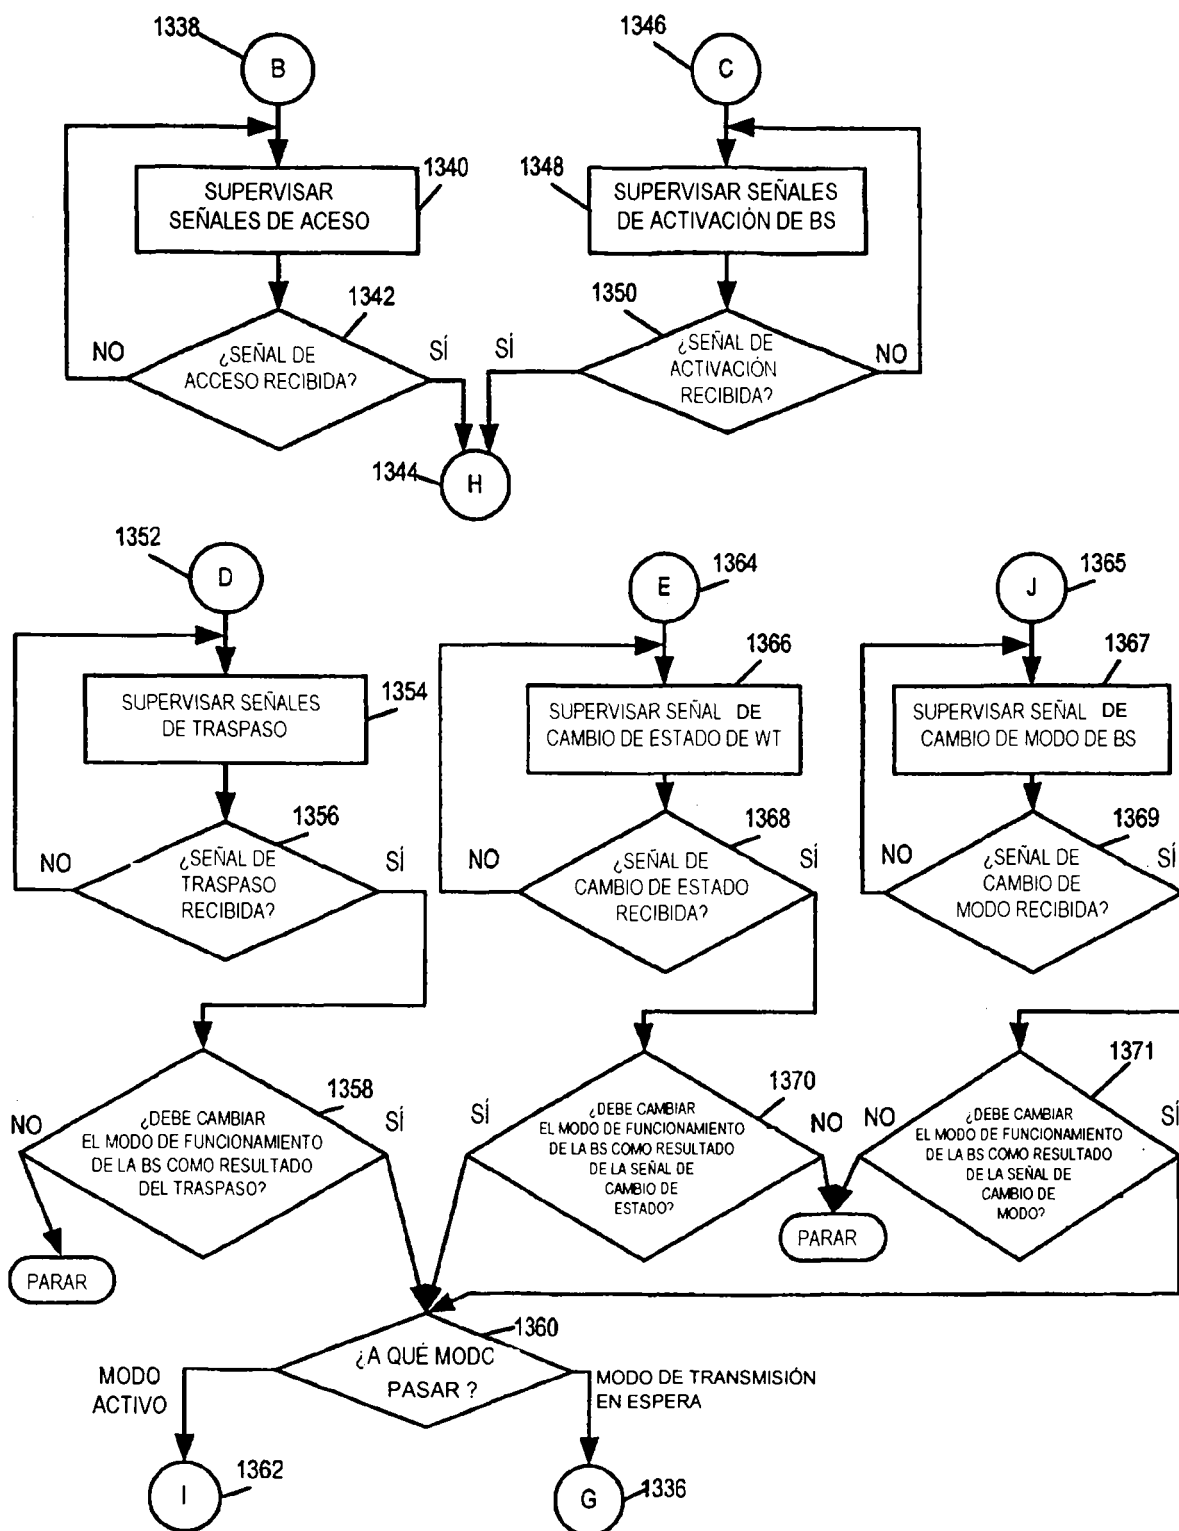 1338
B
1346
C
1340
SUPERVISAR
SEÑALES DE ACESO
1348
SUPERVISAR SEÑALES
DE ACTIVACIÓN DE BS
1342
NO
¿SEÑAL DE
ACCESO RECIBIDA?
SÍ
1350
SÍ
¿SEÑAL DE
ACTIVACIÓN
RECIBIDA?
NO
1344
H
1352
D
E
1364
J
1365
SUPERVISAR SEÑALES
DE TRASPASO
1354
1366
SUPERVISAR SEÑAL DE
CAMBIO DE ESTADO DE WT
1367
SUPERVISAR SEÑAL DE
CAMBIO DE MODO DE BS
1356
NO
¿SEÑAL DE
TRASPASO
RECIBIDA?
SÍ
1368
NO
¿SEÑAL DE
CAMBIO DE ESTADO
RECIBIDA?
SÍ
1369
NO
¿SEÑAL DE
CAMBIO DE
MODO RECIBIDA?
SÍ
1358
NO
¿DEBE CAMBIAR
EL MODO DE FUNCIONAMIENTO
DE LA BS COMO RESULTADO
DEL TRASPASO?
SÍ
1370
SÍ
¿DEBE CAMBIAR
EL MODO DE FUNCIONAMIENTO
DE LA BS COMO RESULTADO
DE LA SEÑAL DE
CAMBIO DE
ESTADO?
NO
1371
NO
¿DEBE CAMBIAR
EL MODO DE FUNCIONAMIENTO
DE LA BS COMO RESULTADO
DE LA SEÑAL DE
CAMBIO DE
MODO?
SÍ
PARAR
PARAR
1360
¿A QUÉ MODO
PASAR ?
MODO
ACTIVO
MODO DE TRANSMISIÓN
EN ESPERA
I
1362
G
1336